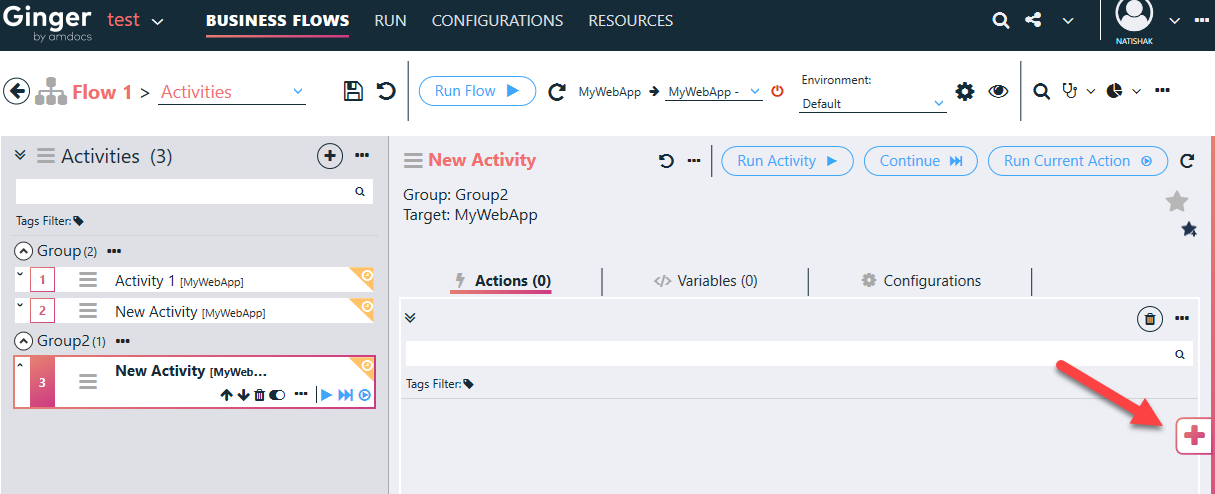 Ginger test BUSINESS FLOWS RUN CONFIGURATIONS RESOURCES
by amdocs
NATISHAK
Flow 1 > Activities Run Flow MyWebApp MyWebApp - Environment:
Default
Activities (3)
Tags Filter:
Group (2)
1 Activity 1 [MyWebApp]
2 New Activity [MyWebApp]
Group2 (1)
3 New Activity [MyWeb...
New Activity Run Activity Continue Run Current Action
Group: Group2
Target: MyWebApp
Actions (0) Variables (0) Configurations
Tags Filter: